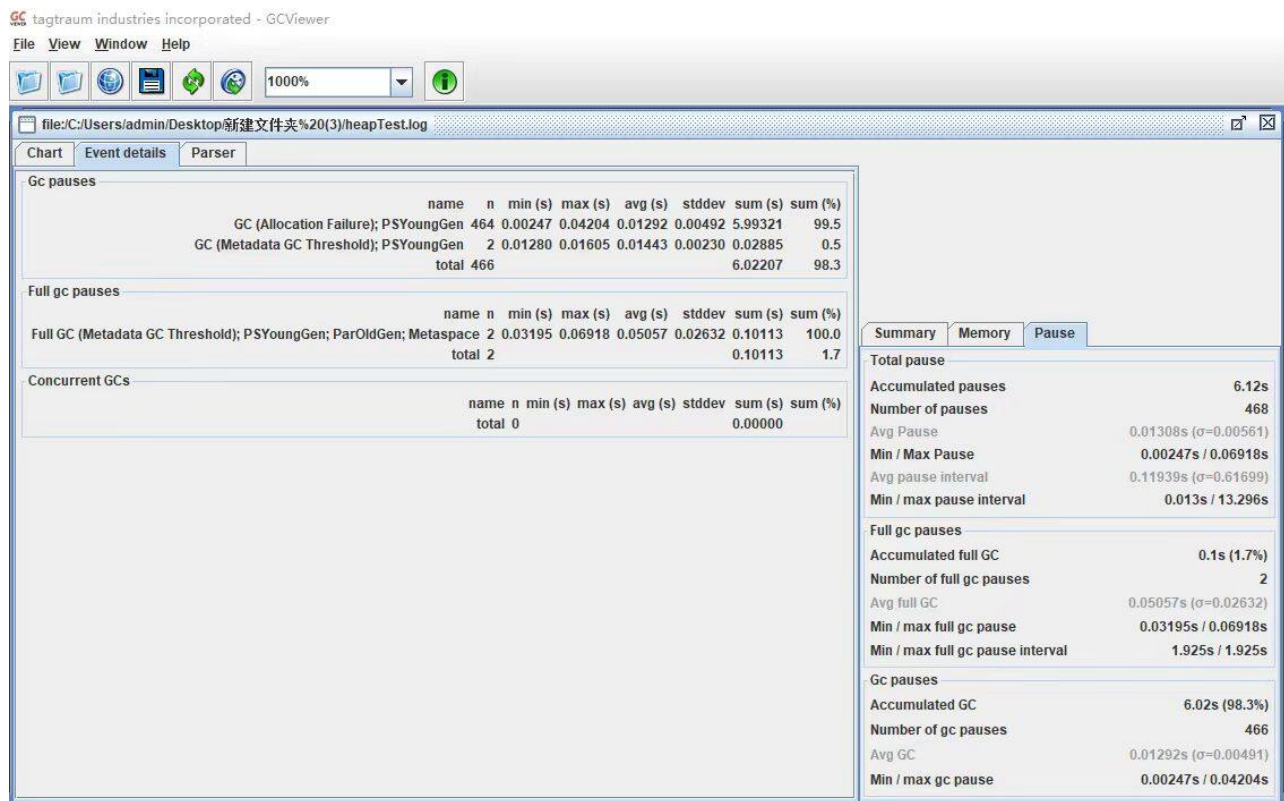 GC VIEWER tagtraum industries incorporated - GCViewer
File View Window Help
1000%
file:/C:/Users/admin/Desktop/新建文件夹%20(3)/heapTest.log
Chart Event details Parser
Gc pauses
name n min (s) max (s) avg (s) stddev sum (s) sum (%)
GC (Allocation Failure); PSYoungGen 464 0.00247 0.04204 0.01292 0.00492 5.99321 99.5
GC (Metadata GC Threshold); PSYoungGen 2 0.01280 0.01605 0.01443 0.00230 0.02885 0.5
total 466 6.02207 98.3
Full gc pauses
name n min (s) max (s) avg (s) stddev sum (s) sum (%)
Full GC (Metadata GC Threshold); PSYoungGen; ParOldGen; Metaspace 2 0.03195 0.06918 0.05057 0.02632 0.10113 100.0
total 2 0.10113 1.7
Concurrent GCs
name n min (s) max (s) avg (s) stddev sum (s) sum (%)
total 0 0.00000
Summary Memory Pause
Total pause
Accumulated pauses 6.12s
Number of pauses 468
Avg Pause 0.01308s (σ=0.00561)
Min / Max Pause 0.00247s / 0.06918s
Avg pause interval 0.11939s (σ=0.61699)
Min / max pause interval 0.013s / 13.296s
Full gc pauses
Accumulated full GC 0.1s (1.7%)
Number of full gc pauses 2
Avg full GC 0.05057s (σ=0.02632)
Min / max full gc pause 0.03195s / 0.06918s
Min / max full gc pause interval 1.925s / 1.925s
Gc pauses
Accumulated GC 6.02s (98.3%)
Number of gc pauses 466
Avg GC 0.01292s (σ=0.00491)
Min / max gc pause 0.00247s / 0.04204s